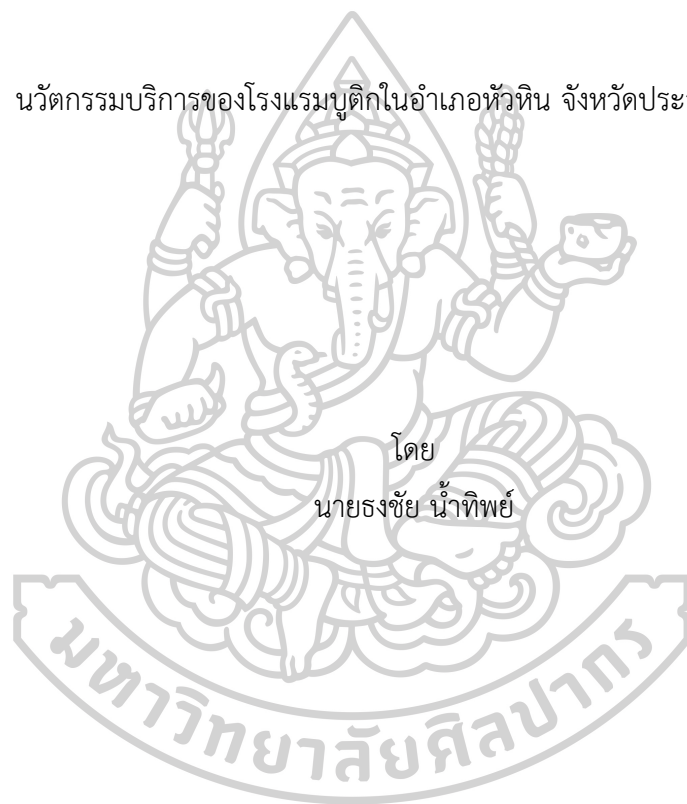 นวัตกรรมบริการของโรงแรมบูติกในอำเภอหัวหิน จังหวัดประ
โดย
นายธงชัย น้ำทิพย์
มหาวิทยาลัยศิลปากร